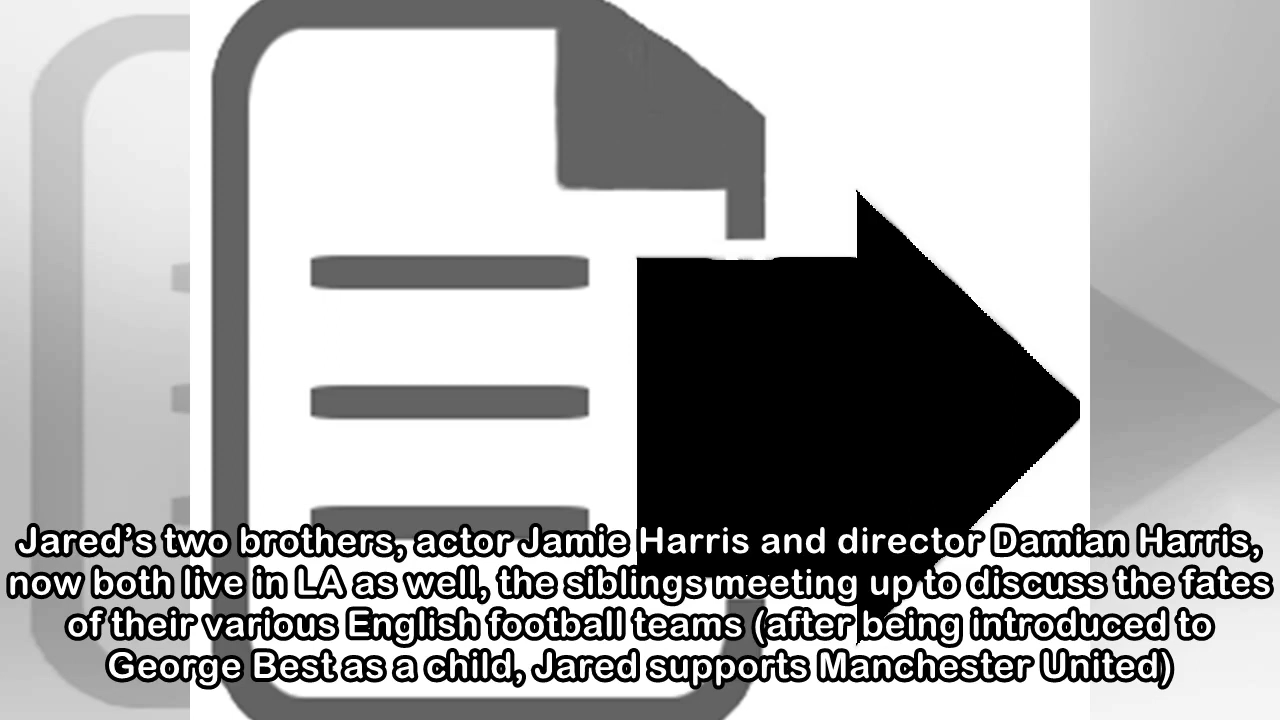 Jared’s two brothers, actor Jamie Harris and director Damian Harris,
now both live in LA as well, the siblings meeting up to discuss the fates
of their various English football teams (after being introduced to
George Best as a child, Jared supports Manchester United)